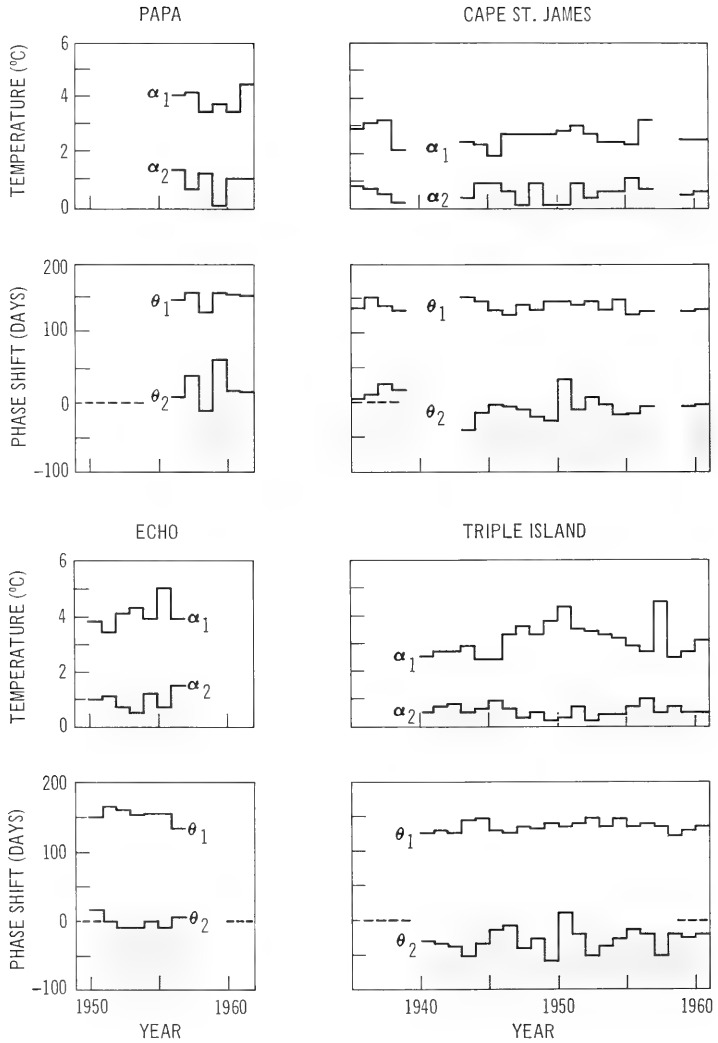 PAPA
CAPE ST. JAMES
TEMPERATURE (°C)
6
4
2
0
α1
α2
α1
α2
PHASE SHIFT (DAYS)
200
100
0
-100
θ1
θ2
θ1
θ2
ECHO
TRIPLE ISLAND
TEMPERATURE (°C)
6
4
2
0
α1
α2
α1
α2
PHASE SHIFT (DAYS)
200
100
0
-100
θ1
θ2
θ1
θ2
1950 1960
1940 1950 1960
YEAR
YEAR